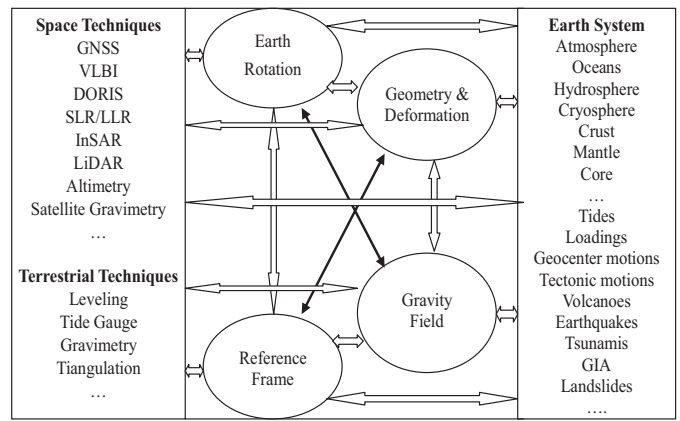 Space Techniques
GNSS
VLBI
DORIS
SLR/LLR
InSAR
LiDAR
Altimetry
Satellite Gravimetry
…
Terrestrial Techniques
Leveling
Tide Gauge
Gravimetry
Tiangulation
…
Earth
Rotation
Geometry &
Deformation
Gravity
Field
Reference
Frame
Earth System
Atmosphere
Oceans
Hydrosphere
Cryosphere
Crust
Mantle
Core
…
Tides
Loadings
Geocenter motions
Tectonic motions
Volcanoes
Earthquakes
Tsunamis
GIA
Landslides
….